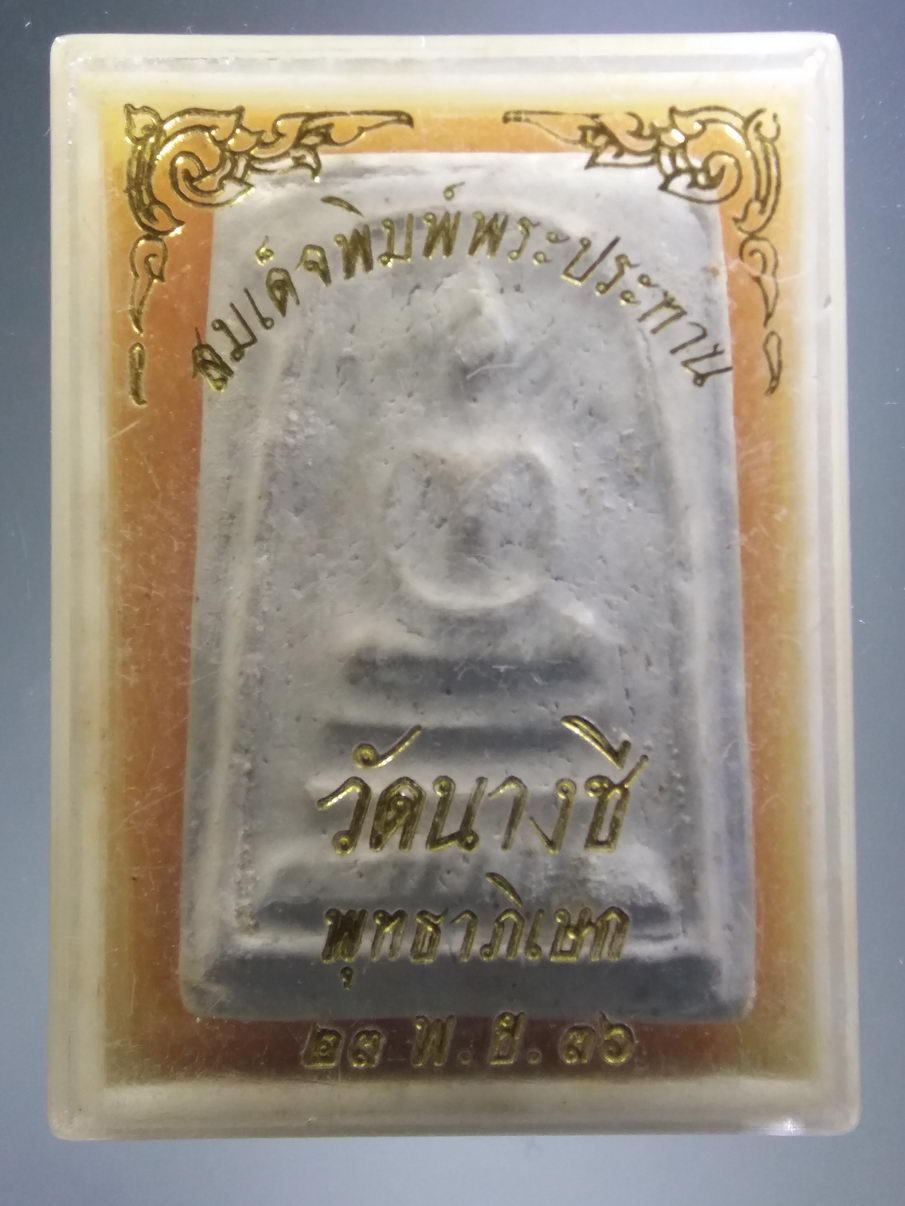 สมเด็จพิมพ์พระประทาน
วัดนางชี
พุทธาภิเษก
๒๓ พ.ย. ๓๖